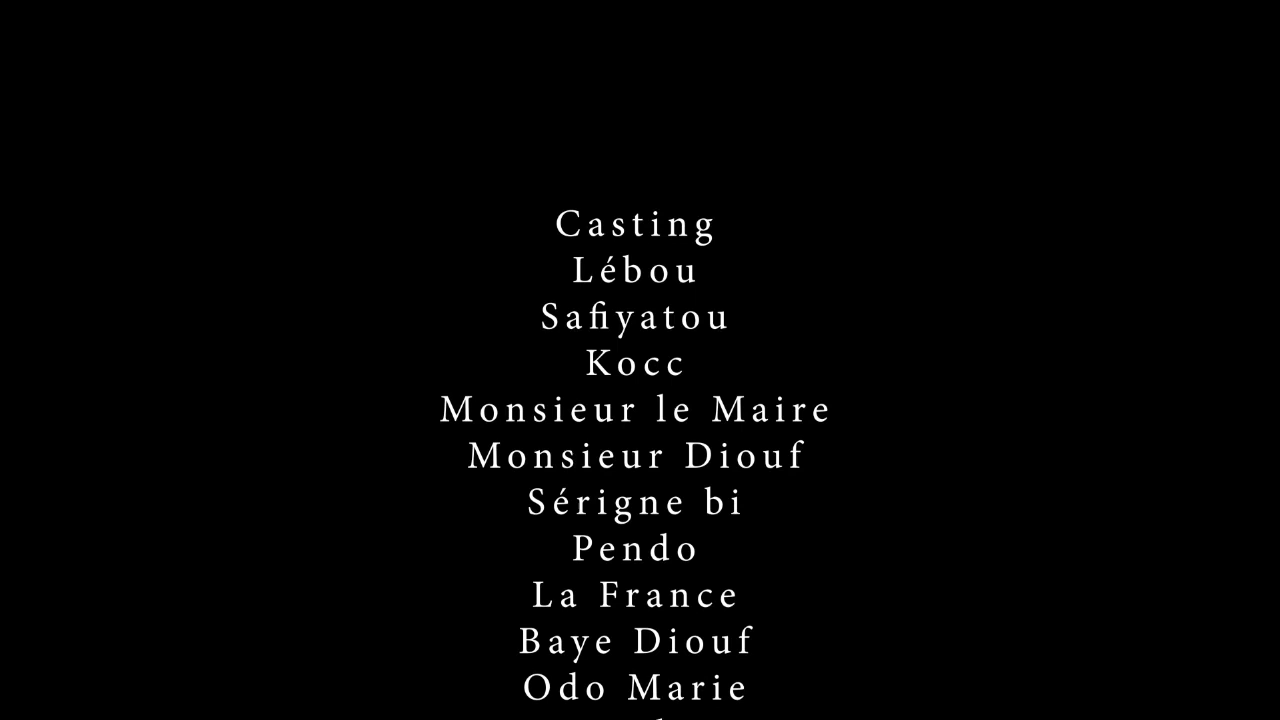 Casting
Lébou
Safiyatou
Kocc
Monsieur le Maire
Monsieur Diouf
Sérigne bi
Pendo
La France
Baye Diouf
Odo Marie